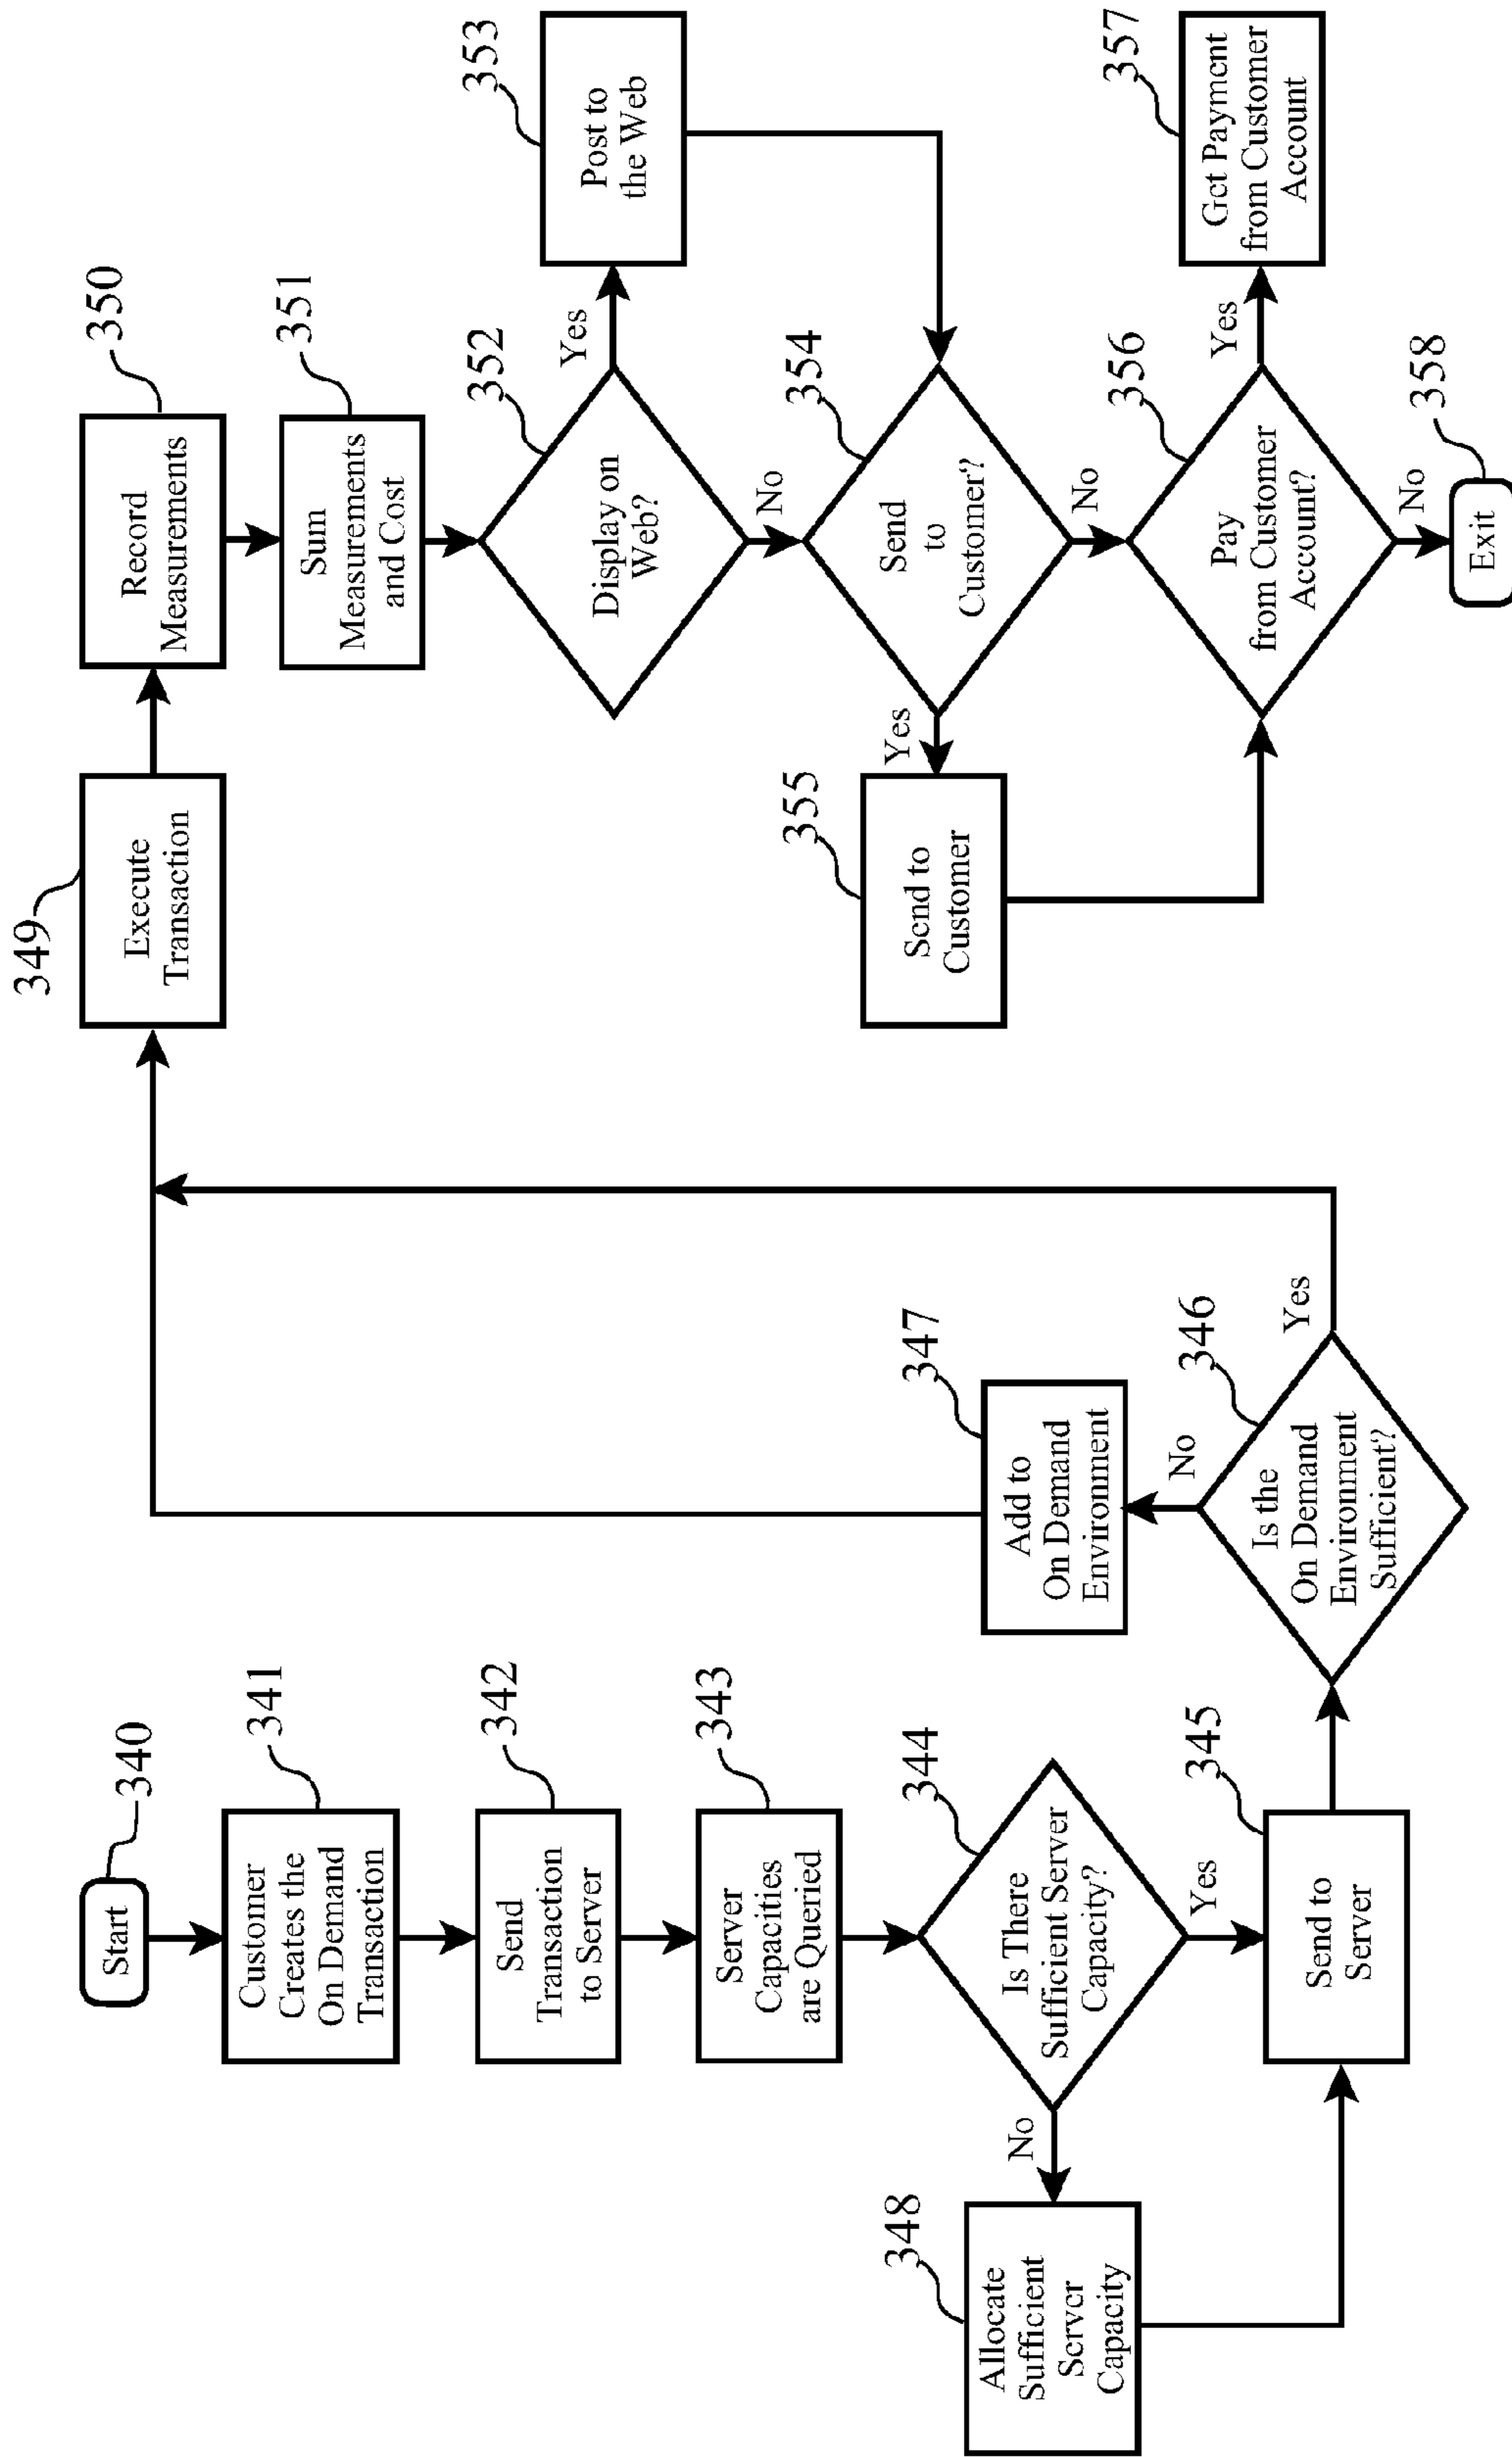 340
Start
341
Customer
Creates the
On Demand
Transaction
342
Send
Transaction
to Server
343
Server
Capacities
are Queried
344
Is There
Sufficient Server
Capacity?
No
Yes
348
Allocate
Sufficient
Server
Capacity
345
Send to
Server
346
Is the
On Demand
Environment
Sufficient?
No
Yes
347
Add to
On Demand
Environment
349
Execute
Transaction
350
Record
Measurements
351
Sum
Measurements
and Cost
352
Display on
Web?
Yes
No
353
Post to
the Web
354
Send
to
Customer?
Yes
No
355
Send to
Customer
356
Pay
from Customer
Account?
Yes
No
357
Get Payment
from Customer
Account
358
Exit